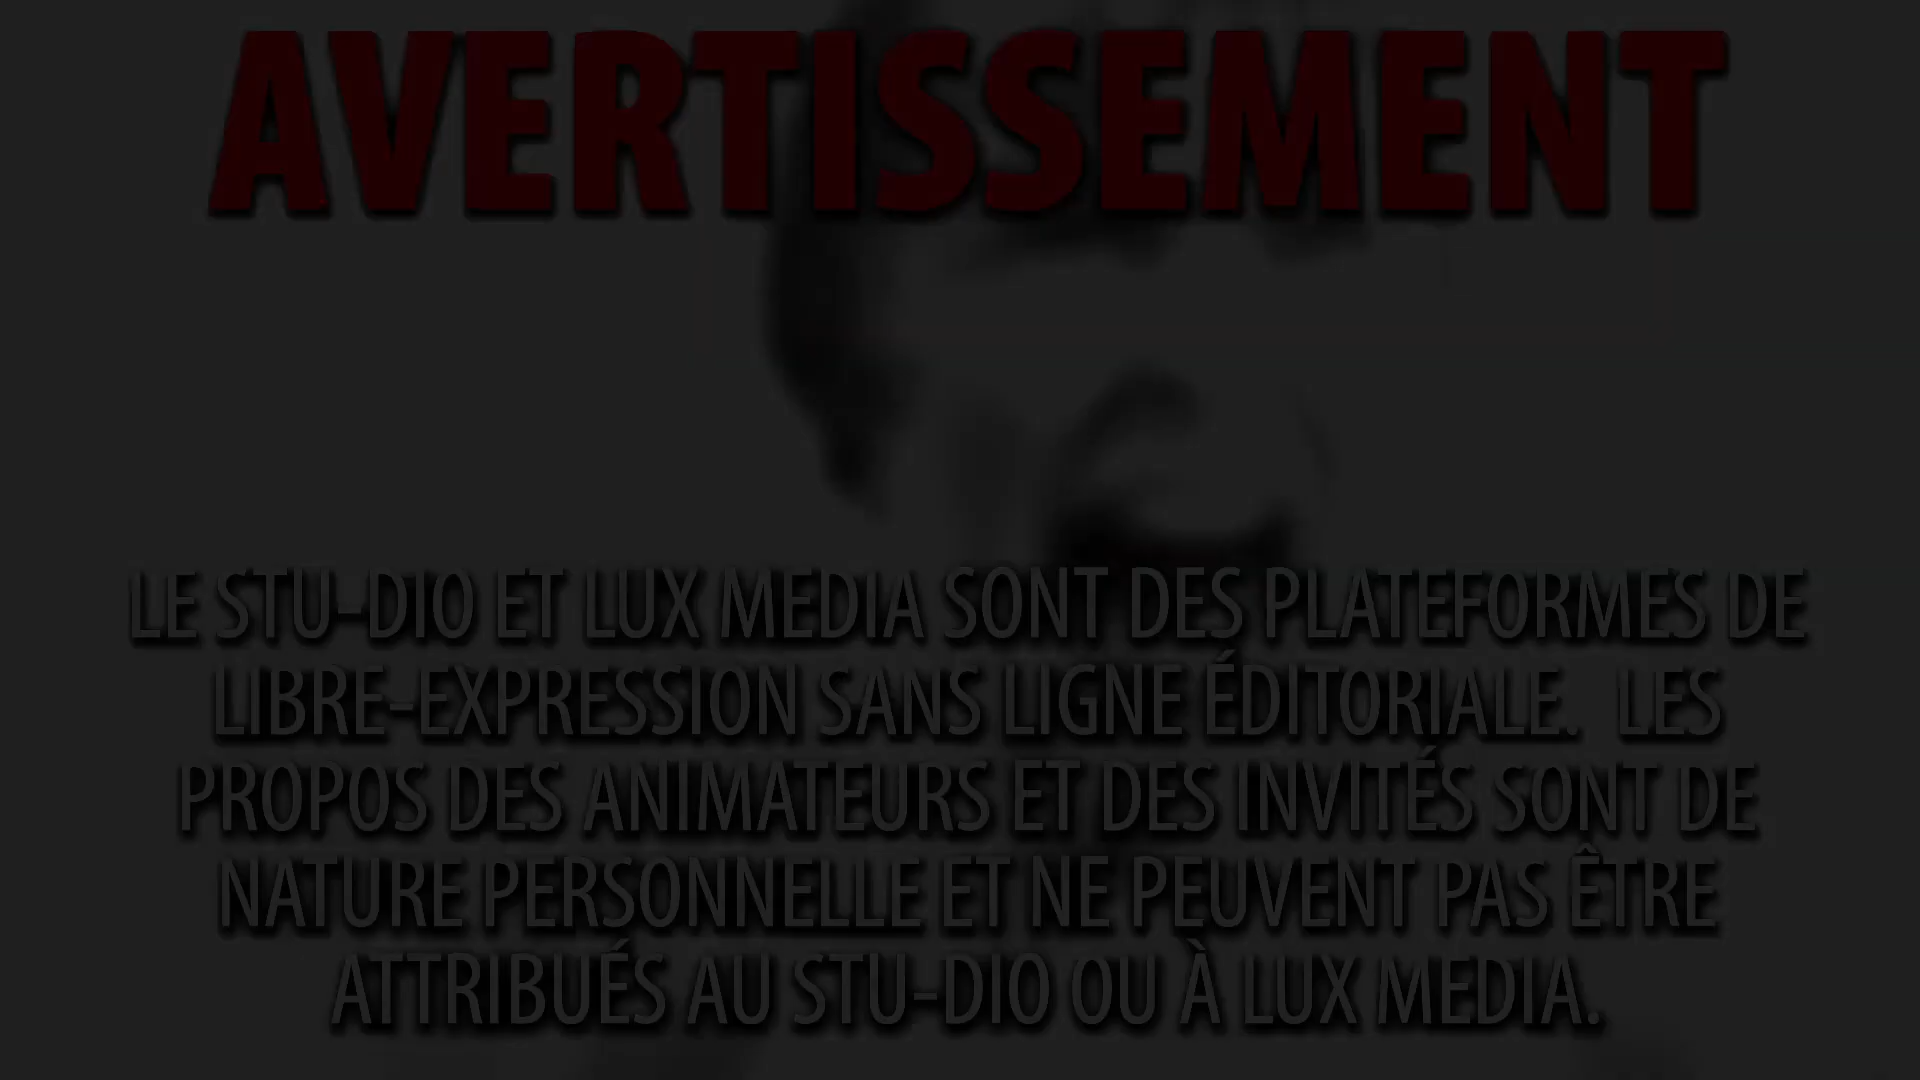 AVERTISSEMENT
LE STU-DIO ET LUX MEDIA SONT DES PLATEFORMES DE
LIBRE-EXPRESSION SANS LIGNE ÉDITORIALE. LES
PROPOS DES ANIMATEURS ET DES INVITÉS SONT DE
NATURE PERSONNELLE ET NE PEUVENT PAS ÊTRE
ATTRIBUÉS AU STU-DIO OU À LUX MEDIA.